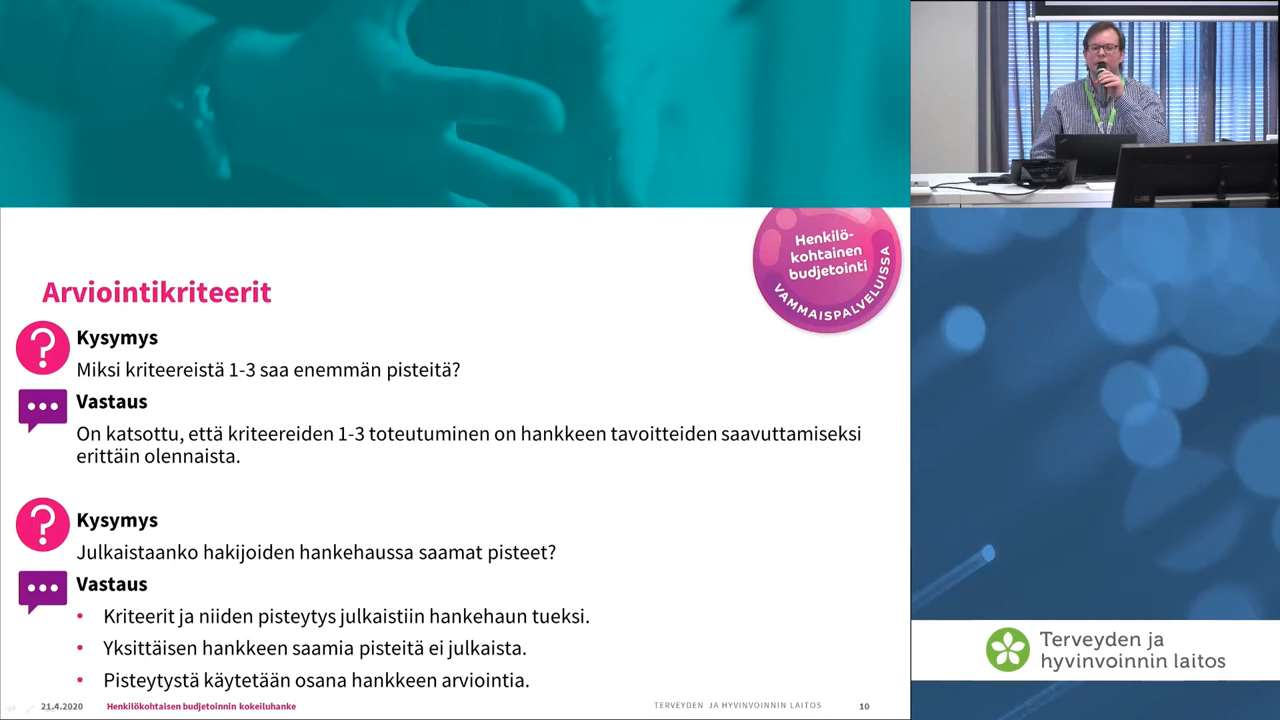 Henkilö-
kohtainen
budjetointi
VAMMAISPALVELUISSA
Arviointikriteerit
Kysymys
Miksi kriteereistä 1-3 saa enemmän pisteitä?
Vastaus
On katsottu, että kriteereiden 1-3 toteutuminen on hankkeen tavoitteiden saavuttamiseksi
erittäin olennaista.
Kysymys
Julkaistaanko hakijoiden hankehaussa saamat pisteet?
Vastaus
• Kriteerit ja niiden pisteytys julkaistiin hankehaun tueksi.
• Yksittäisen hankkeen saamia pisteitä ei julkaista.
• Pisteytystä käytetään osana hankkeen arviointia.
21.4.2020 Henkilökohtaisen budjetoinnin kokeiluhanke TERVEYDEN JA HYVINVOINNIN LAITOS 10
Terveyden ja
hyvinvoinnin laitos